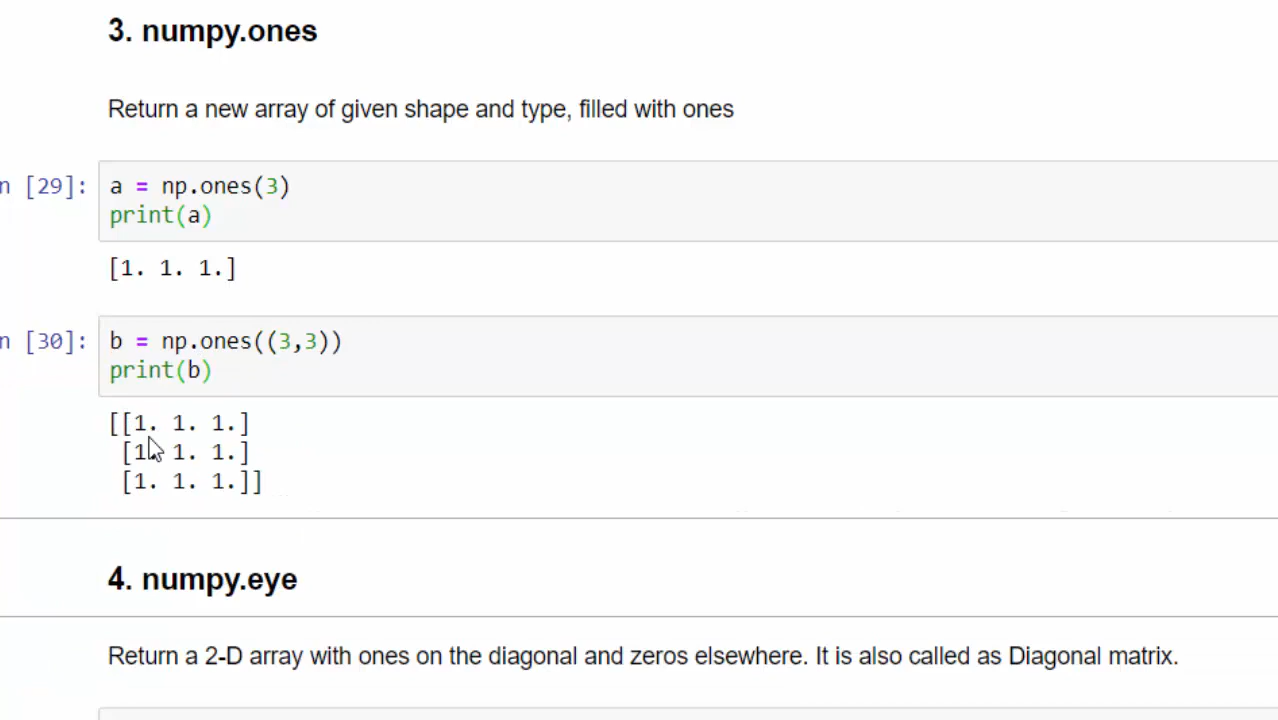 3. numpy.ones
Return a new array of given shape and type, filled with ones
n [29]:
a = np.ones(3)
print(a)
[1. 1. 1.]
n [30]:
b = np.ones((3,3))
print(b)
[[1. 1. 1.]
[1. 1. 1.]
[1. 1. 1.]]
4. numpy.eye
Return a 2-D array with ones on the diagonal and zeros elsewhere. It is also called as Diagonal matrix.